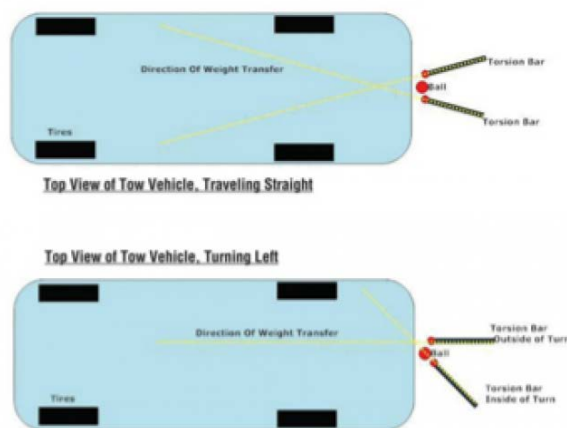 Direction Of Weight Transfer
Torsion Bar
Ball
Torsion Bar
Tires
Top View of Tow Vehicle, Traveling Straight
Top View of Tow Vehicle, Turning Left
Direction Of Weight Transfer
Torsion Bar
Outside of Turn
Ball
Torsion Bar
Inside of Turn
Tires